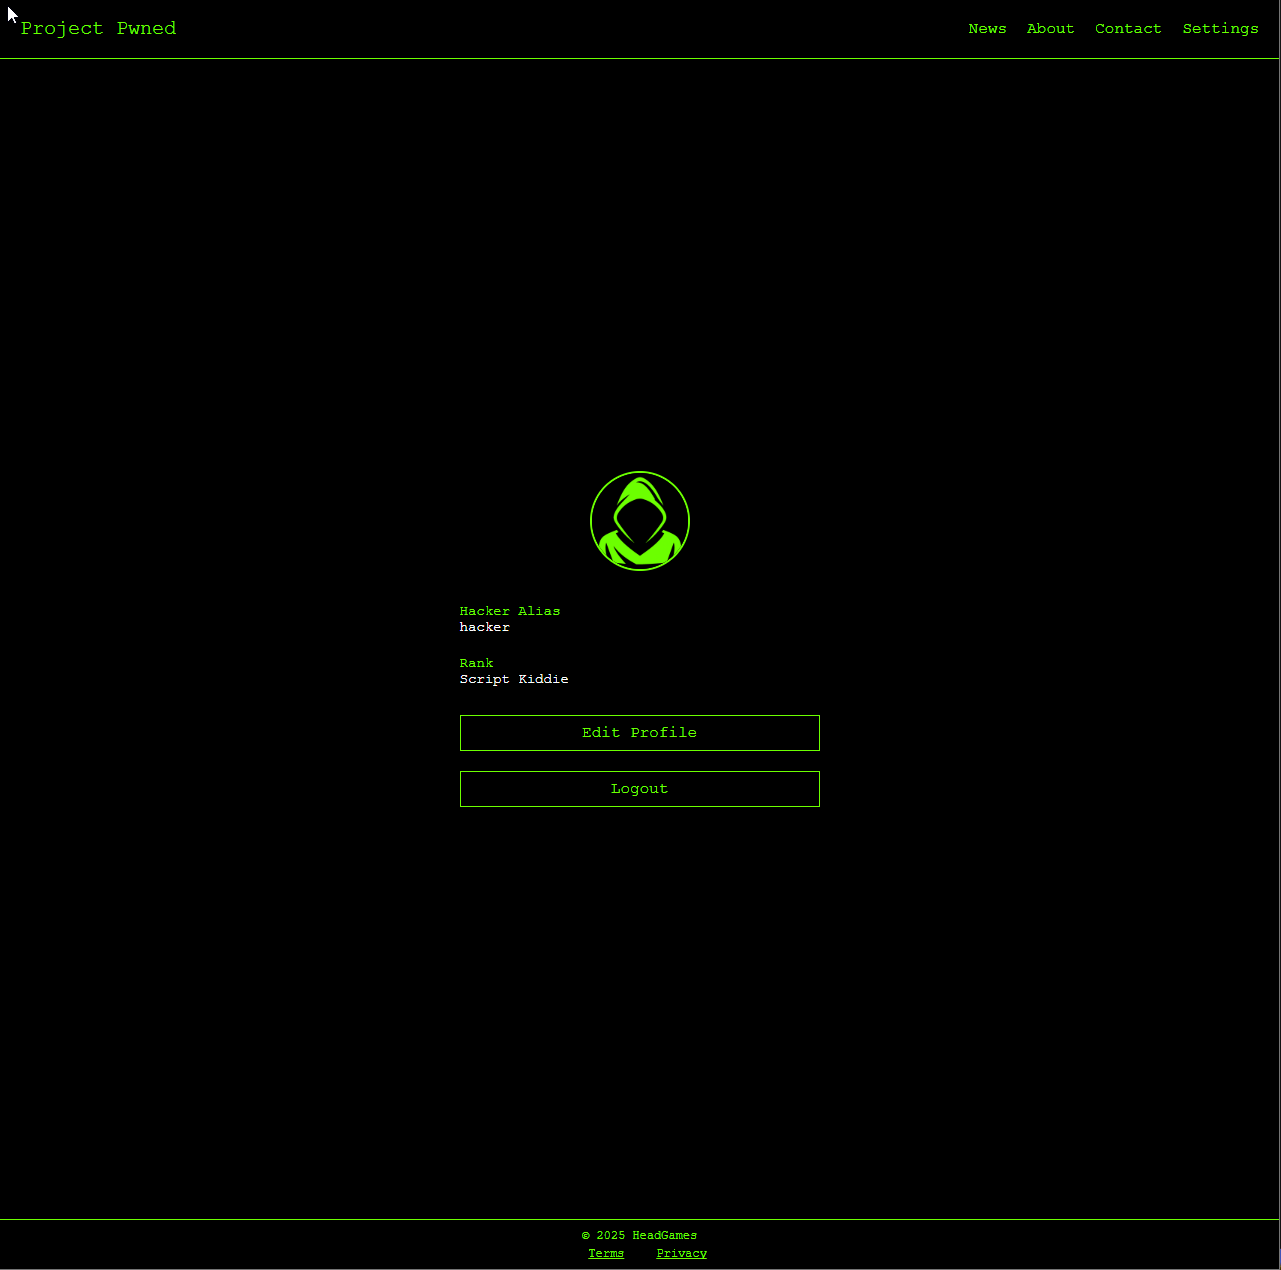 Project Pwned
News About Contact Settings
Hacker Alias
hacker
Rank
Script Kiddie
Edit Profile
Logout
© 2025 HeadGames
Terms Privacy